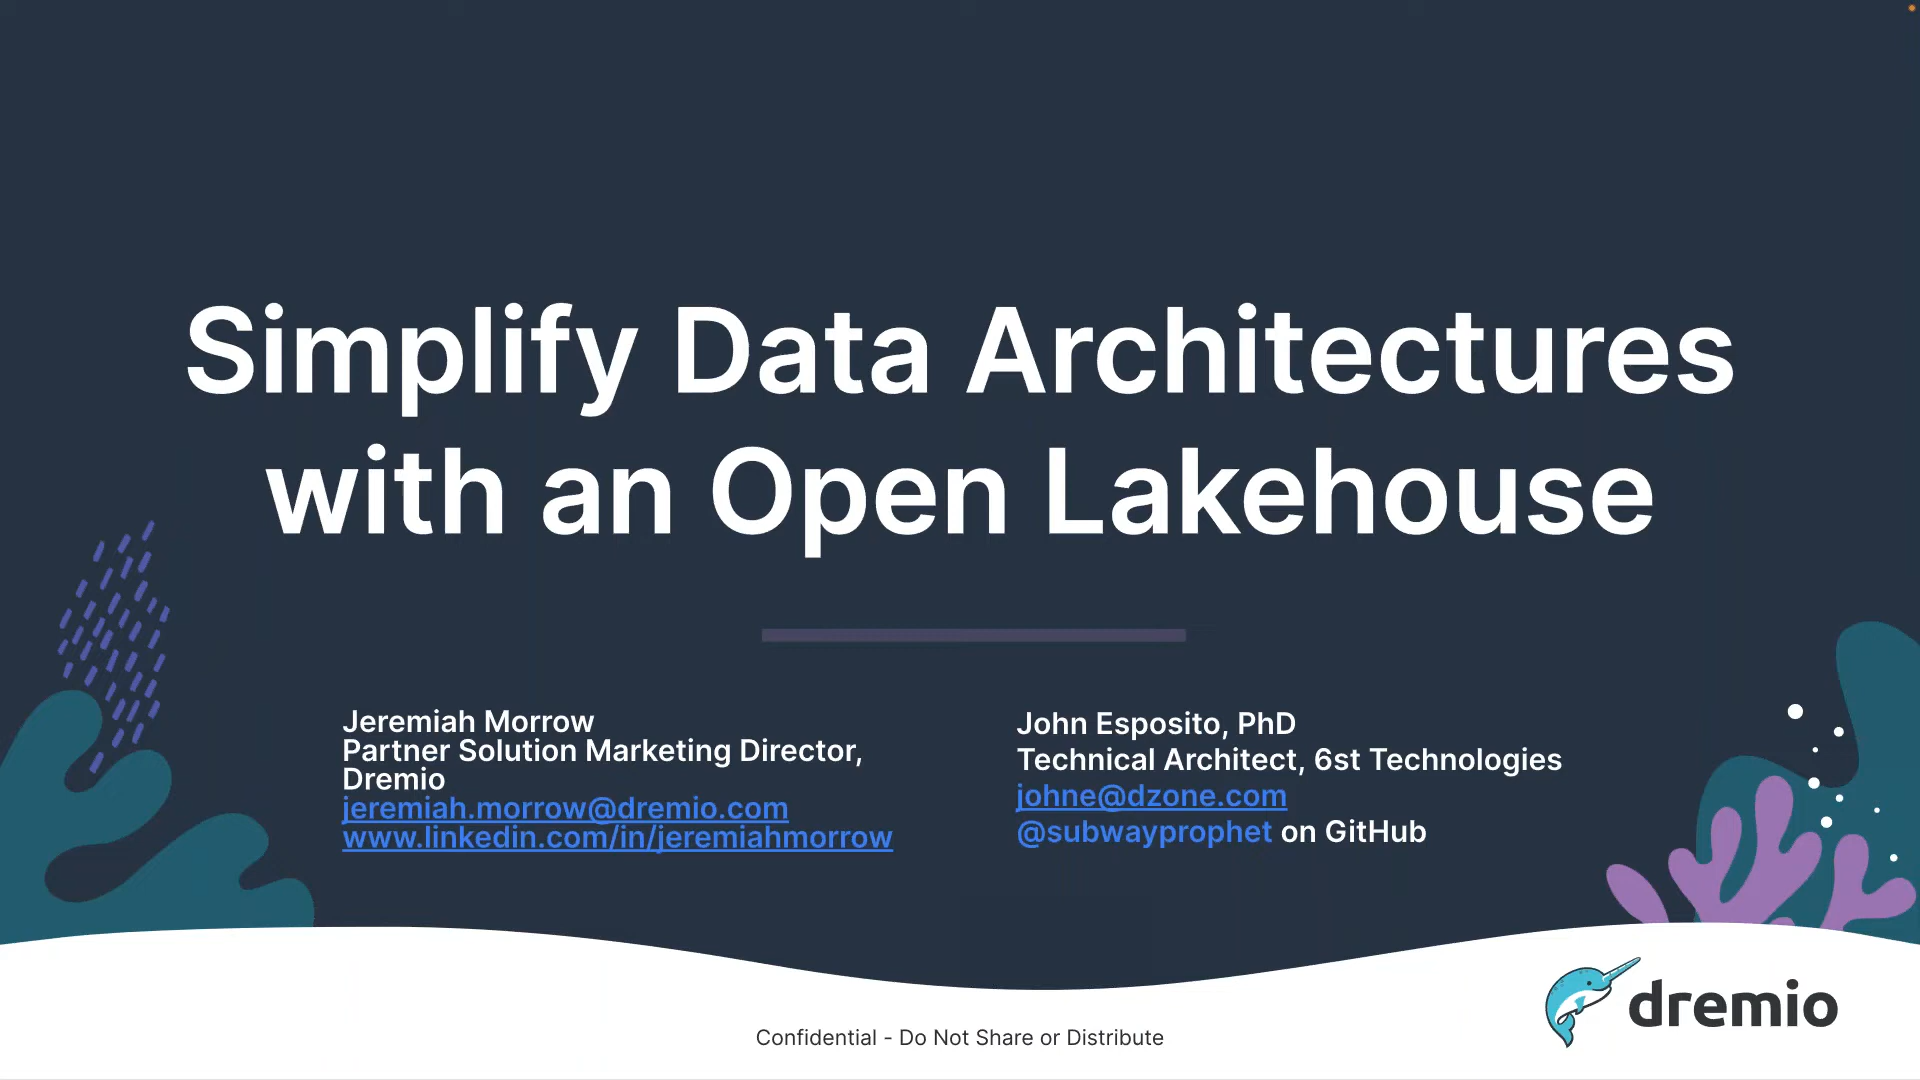 Simplify Data Architectures
with an Open Lakehouse
Jeremiah Morrow
Partner Solution Marketing Director,
Dremio
jeremiah.morrow@dremio.com
www.linkedin.com/in/jeremiahmorrow
John Esposito, PhD
Technical Architect, 6st Technologies
johne@dzone.com
@subwayprophet on GitHub
Confidential - Do Not Share or Distribute
dremio